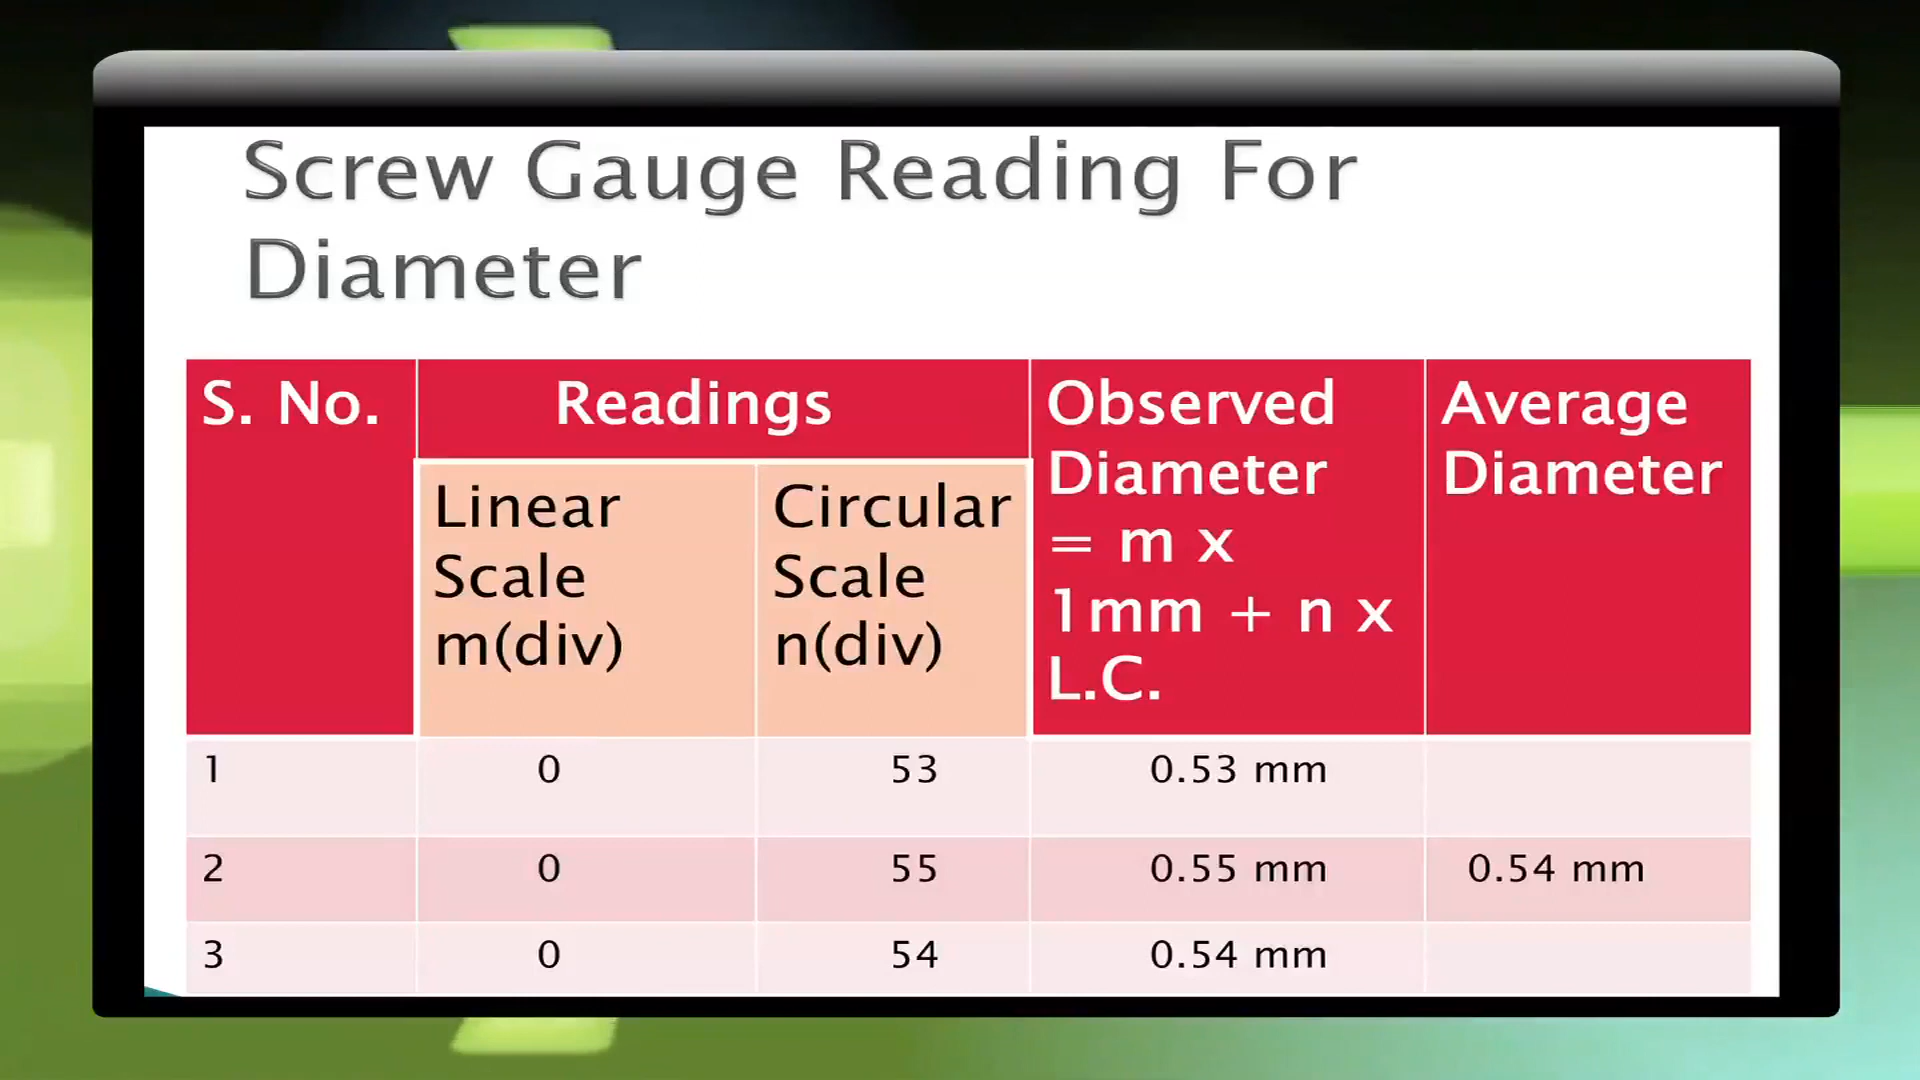 Screw Gauge Reading For
Diameter
S. No.
Readings
Observed
Diameter
= m x
1mm + n x
L.C.
Average
Diameter
Linear
Scale
m(div)
Circular
Scale
n(div)
1 0 53 0.53 mm
2 0 55 0.55 mm 0.54 mm
3 0 54 0.54 mm